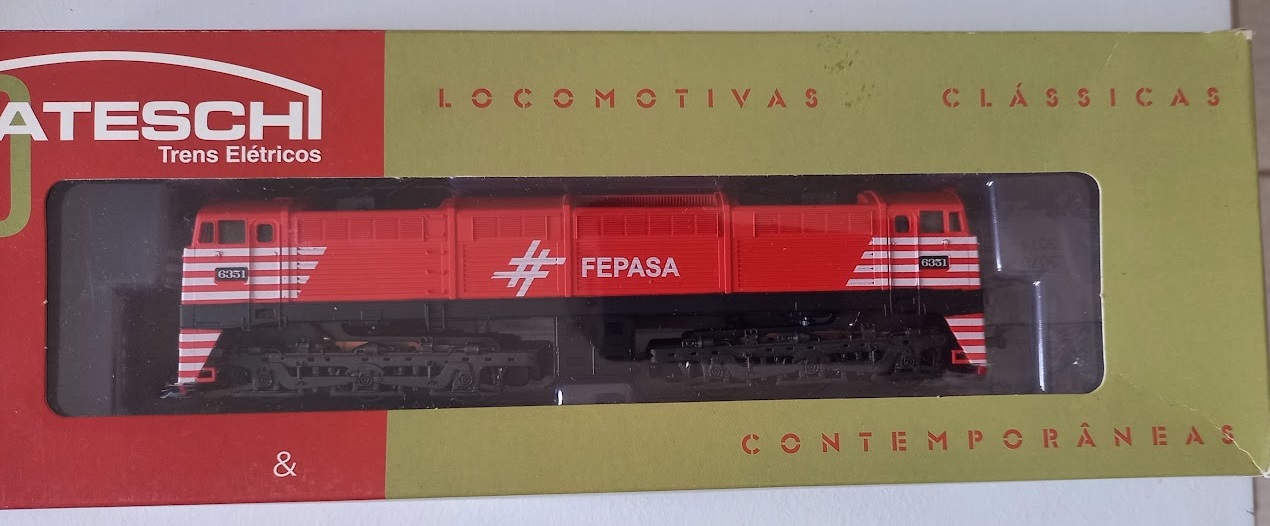 ATESCHI
Trens Elétricos
LOCOMOTIVAS CLÁSSICAS
6351
FEPASA
6351
&
CONTEMPORÂNEAS